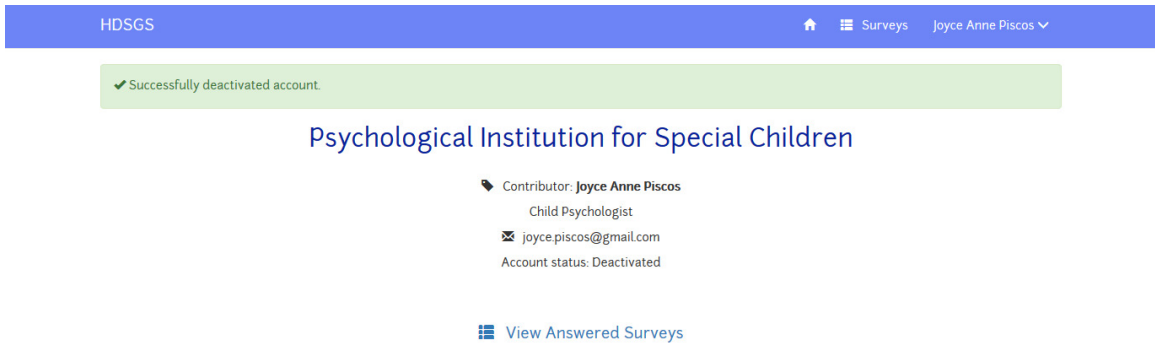 HDSGS Surveys Joyce Anne Piscos
Successfully deactivated account.
Psychological Institution for Special Children
Contributor: Joyce Anne Piscos
Child Psychologist
joyce.piscos@gmail.com
Account status: Deactivated
View Answered Surveys